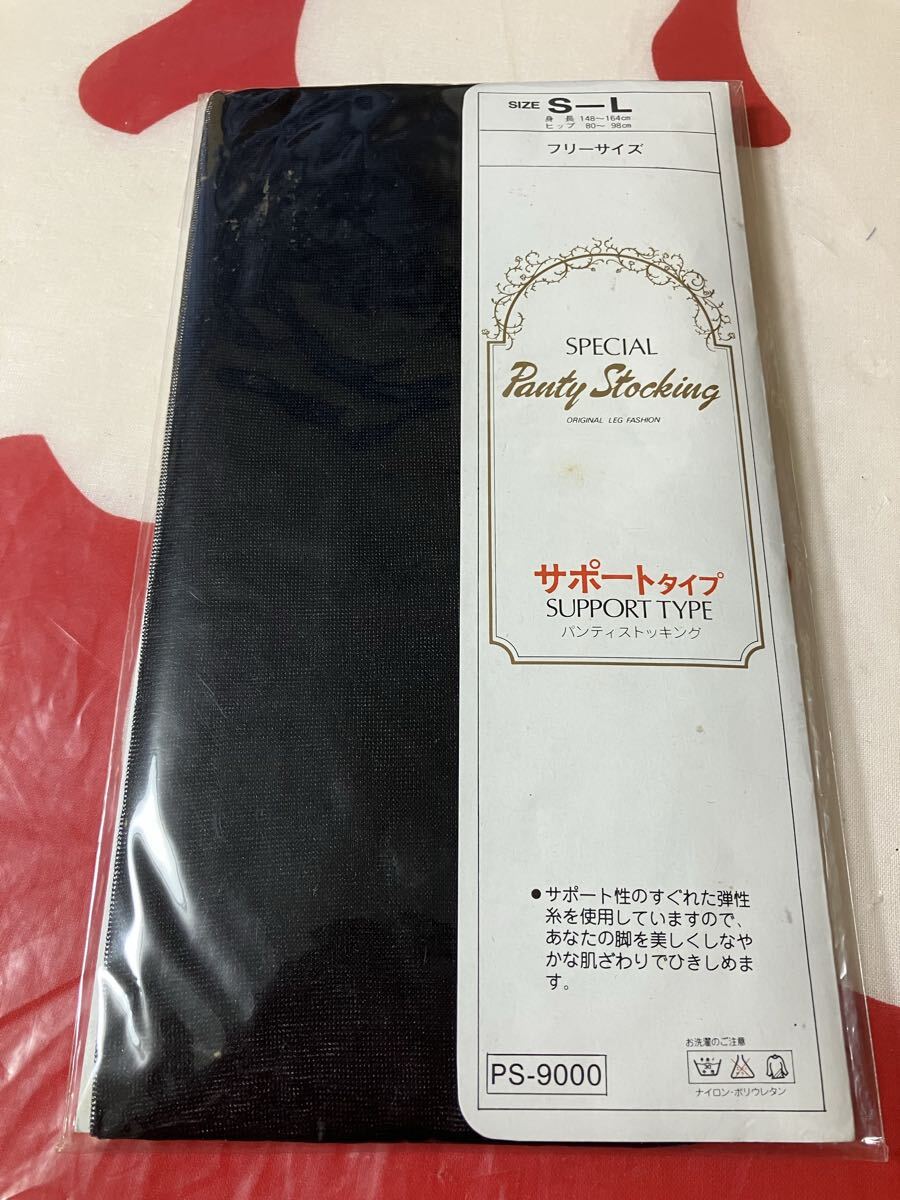 SIZE S—L
身 長 148〜164cm
ヒップ 80〜 98cm
フリーサイズ
SPECIAL
Panty Stocking
ORIGINAL LEG FASHION
サポートタイプ
SUPPORT TYPE
パンティストッキング
●サポート性のすぐれた弾性
糸を使用していますので、
あなたの脚を美しくしなや
かな肌ざわりでひきしめま
す。
お洗濯のご注意
PS-9000
ナイロン・ポリウレタン